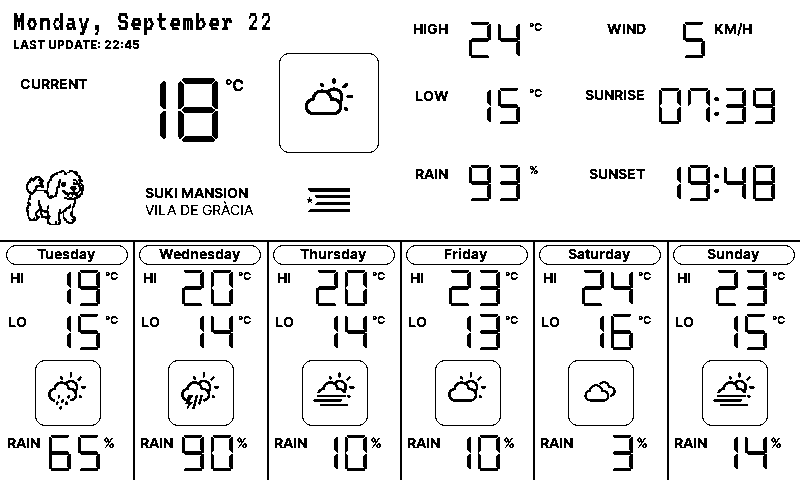 Monday, September 22
LAST UPDATE: 22:45
CURRENT 18 °C
HIGH 24 °C
WIND 5 KM/H
LOW 15 °C
SUNRISE 07:39
RAIN 93 %
SUNSET 19:48
SUKI MANSION
VILA DE GRÀCIA
Tuesday
HI 19 °C
LO 15 °C
RAIN 65 %
Wednesday
HI 20 °C
LO 14 °C
RAIN 90 %
Thursday
HI 20 °C
LO 14 °C
RAIN 10 %
Friday
HI 23 °C
LO 13 °C
RAIN 10 %
Saturday
HI 24 °C
LO 16 °C
RAIN 3 %
Sunday
HI 23 °C
LO 15 °C
RAIN 14 %